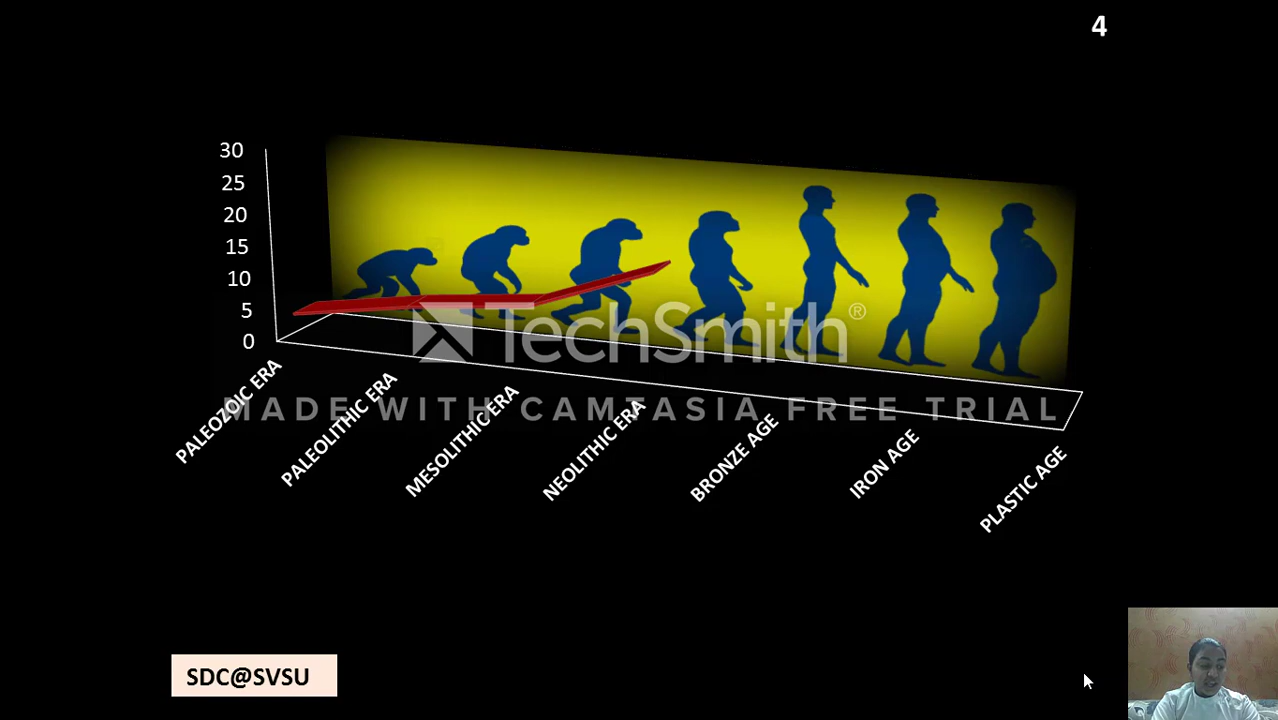 4
30
25
20
15
10
5
0
PALEOZOIC ERA
PALEOLITHIC ERA
MESOLITHIC ERA
NEOLITHIC ERA
BRONZE AGE
IRON AGE
PLASTIC AGE
TechSmith®
MADE WITH CAMTASIA FREE TRIAL
SDC@SVSU